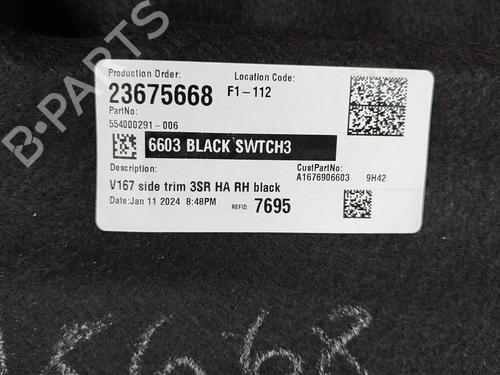 Production Order: Location Code:
23675668 F1-112
PartNo:
554000291-006
6603 BLACK SWTCH3
Description: CustPartNo:
A1676906603 9H42
V167 side trim 3SR HA RH black
Date:Jan 11 2024 8:48PM REFID: 7695
B-PARTS